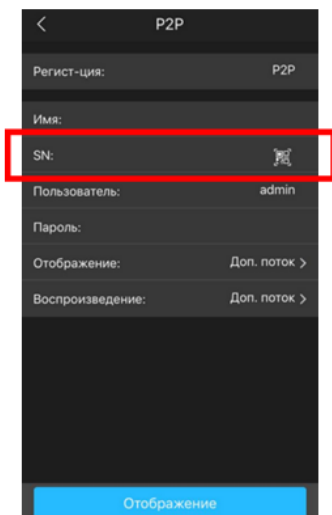 P2P
Регист-ция: P2P
Имя:
SN:
Пользователь: admin
Пароль:
Отображение: Доп. поток
Воспроизведение: Доп. поток
Отображение